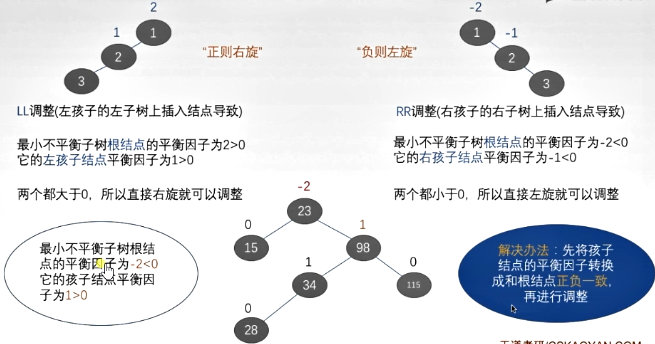 2
-2
1
1
1
-1
2
"正则右旋"
"负则左旋"
2
3
3
LL调整(左孩子的左子树上插入结点导致)
RR调整(右孩子的右子树上插入结点导致)
最小不平衡子树根结点的平衡因子为2>0
它的左孩子结点平衡因子为1>0
最小不平衡子树根结点的平衡因子为-2<0
它的右孩子结点平衡因子为-1<0
两个都大于0，所以直接右旋就可以调整
两个都小于0，所以直接左旋就可以调整
-2
23
0
1
15
98
1
0
34
115
0
28
最小不平衡子树根结
点的平衡因子为-2<0
它的孩子结点平衡因
子为1>0
解决办法：先将孩子
结点的平衡因子转换
成和根结点正负一致，
再进行调整